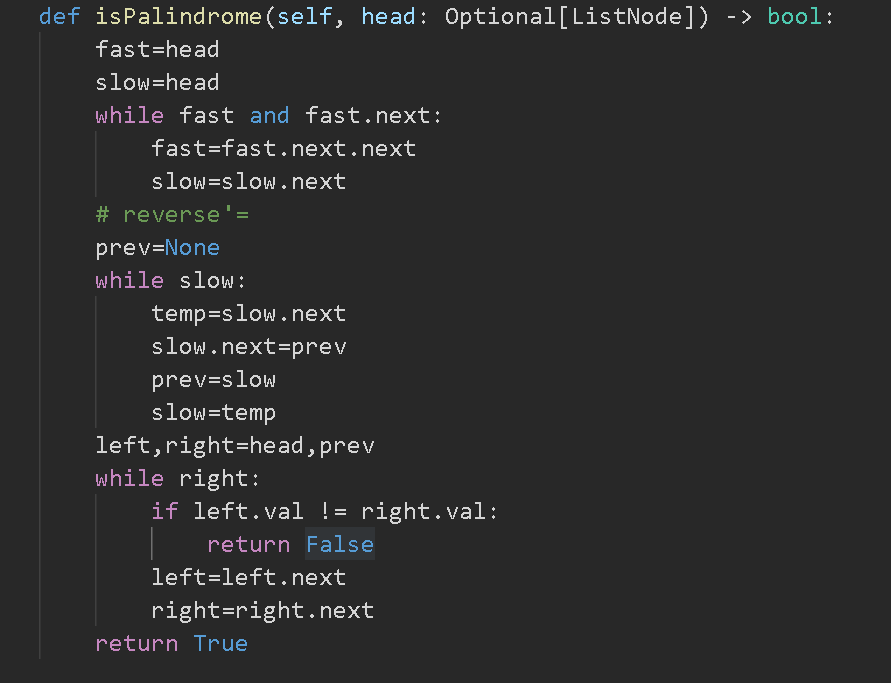 def isPalindrome(self, head: Optional[ListNode]) -> bool:
    fast=head
    slow=head
    while fast and fast.next:
        fast=fast.next.next
        slow=slow.next
    # reverse'=
    prev=None
    while slow:
        temp=slow.next
        slow.next=prev
        prev=slow
        slow=temp
    left,right=head,prev
    while right:
        if left.val != right.val:
            return False
        left=left.next
        right=right.next
    return True